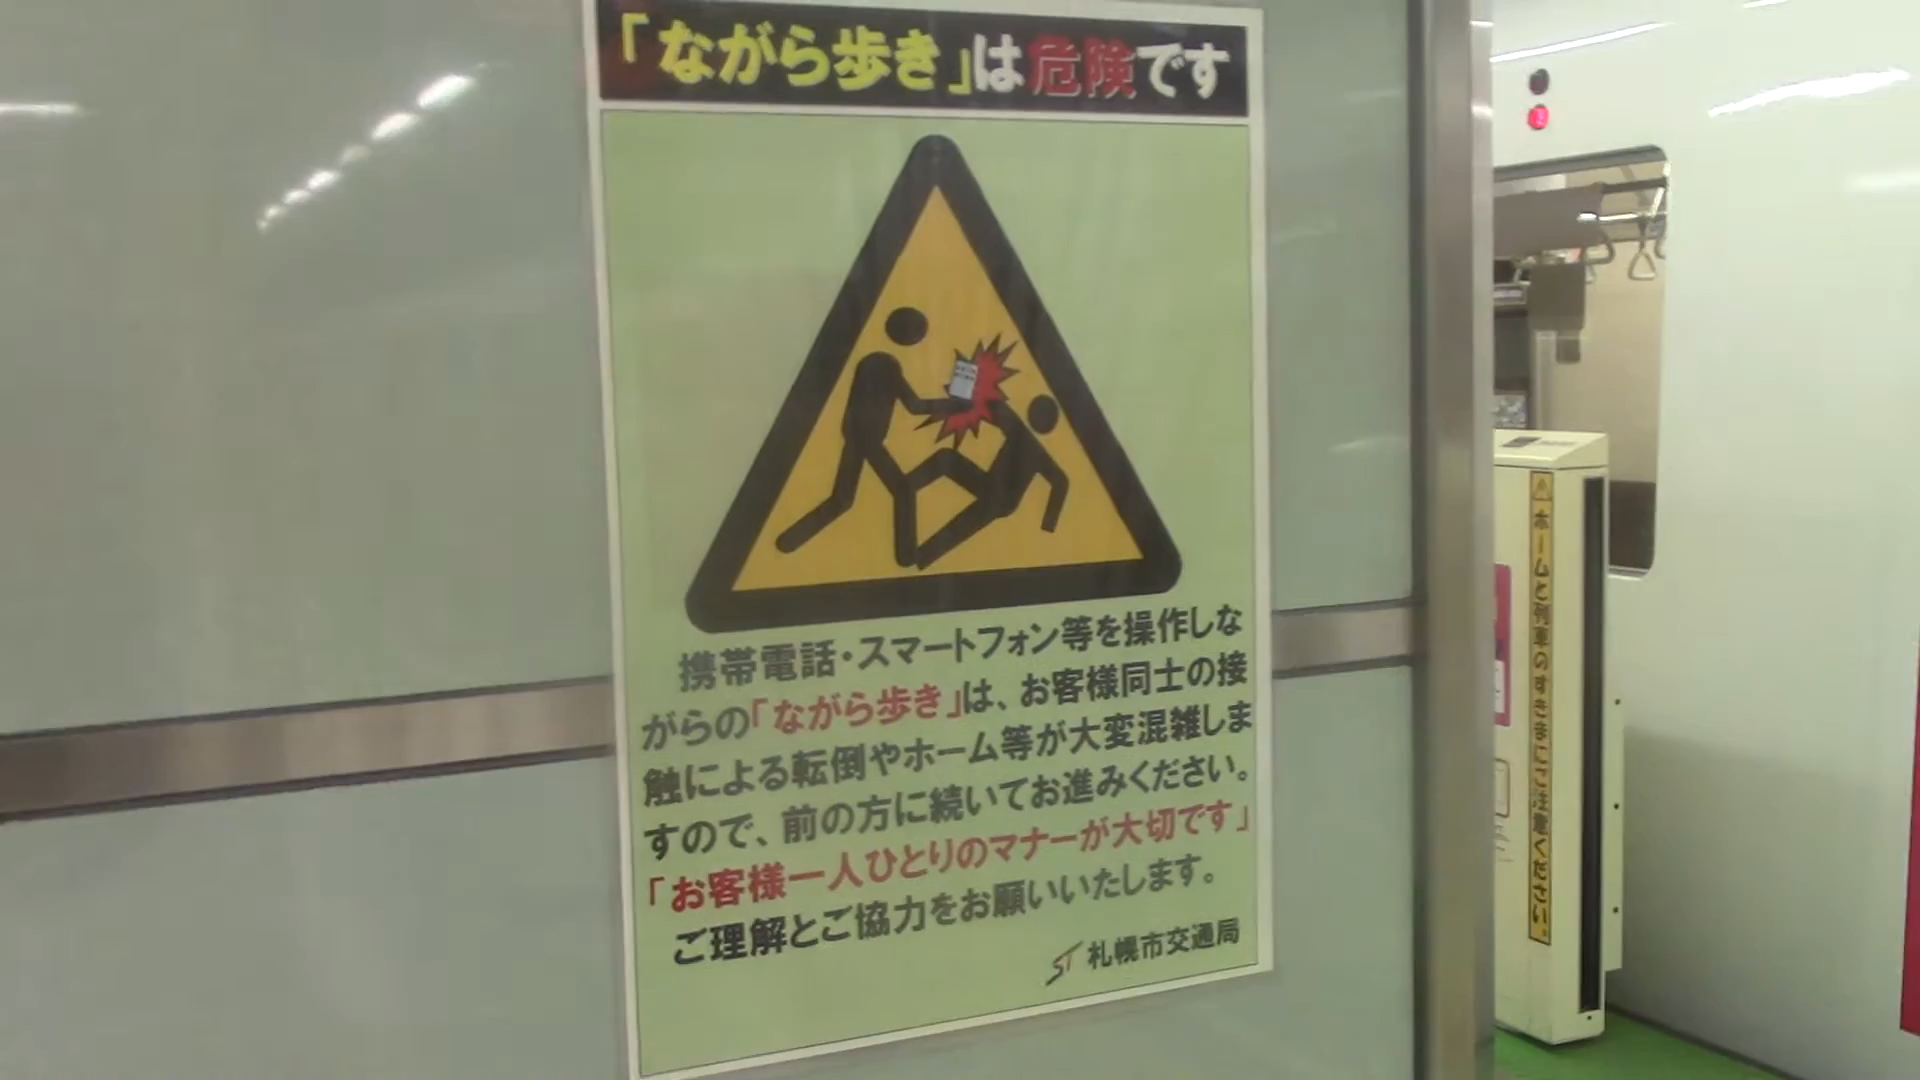 「ながら歩き」は危険です
携帯電話・スマートフォン等を操作しな
がらの「ながら歩き」は、お客様同士の接
触による転倒やホーム等が大変混雑しま
すので、前の方に続いてお進みください。
「お客様一人ひとりのマナーが大切です」
ご理解とご協力をお願いいたします。
ST 札幌市交通局
ホームと列車のすきまにご注意ください。